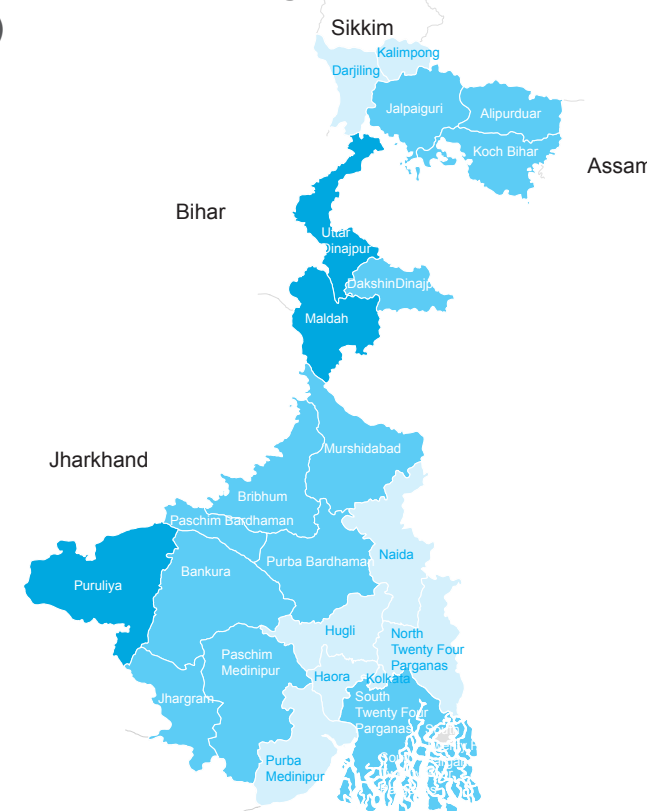 Sikkim
Kalimpong
Darjiling
Jalpaiguri
Alipurduar
Koch Bihar
Assam
Bihar
Uttar
Dinajpur
DakshinDinajp
Maldah
Murshidabad
Jharkhand
Bribhum
Paschim Bardhaman
Purba Bardhaman
Naida
Bankura
Puruliya
Hugli
North
Twenty Four
Parganas
Paschim
Medinipur
Haora
Kolkata
Jhargram
South
Twenty Four
Parganas
Purba
Medinipur
South